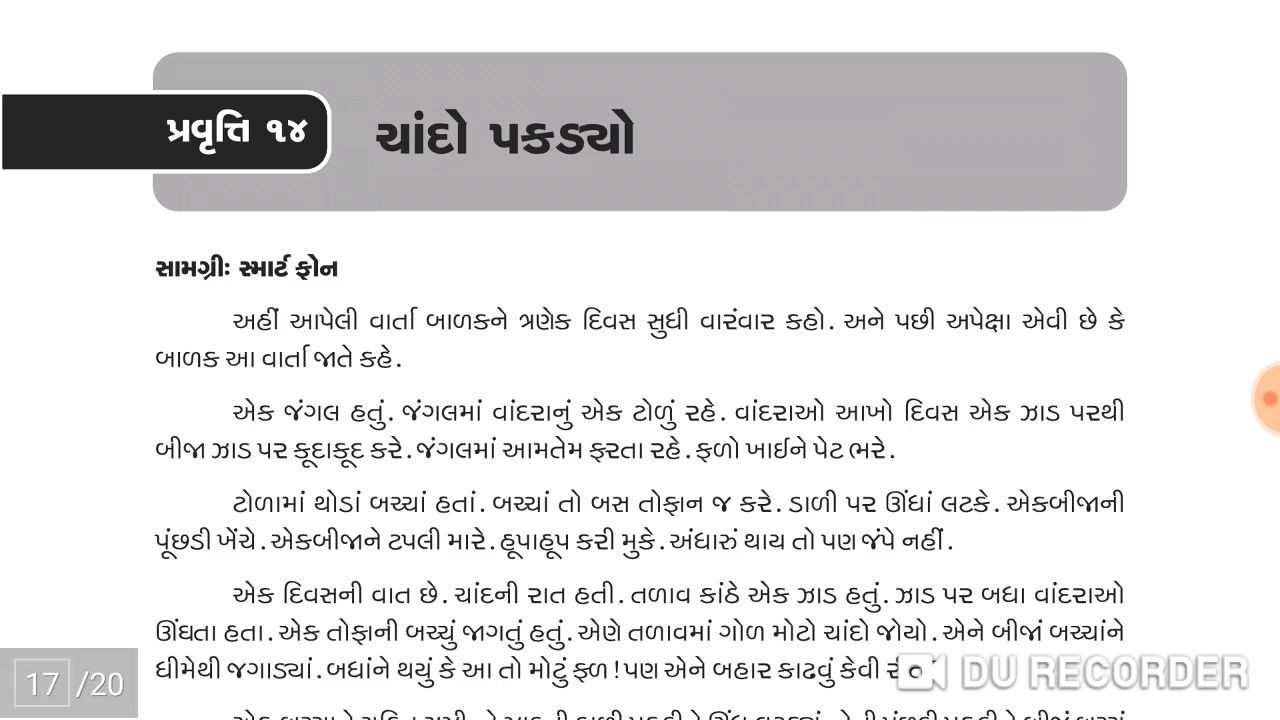 પ્રવૃત્તિ ૧૪
ચાંદો પકડ્યો
સામગ્રીઃ સ્માર્ટ ફોન
અહીં આપેલી વાર્તા બાળકને ત્રણેક દિવસ સુધી વારંવાર કહો. અને પછી અપેક્ષા એવી છે કે
બાળક આ વાર્તા જાતે કહે.
એક જંગલ હતું. જંગલમાં વાંદરાનું એક ટોળું રહે. વાંદરાઓ આખો દિવસ એક ઝાડ પરથી
બીજા ઝાડ પર કૂદાકૂદ કરે. જંગલમાં આમતેમ ફરતા રહે. ફળો ખાઈને પેટ ભરે.
ટોળામાં થોડાં બચ્ચાં હતાં. બચ્ચાં તો બસ તોફાન જ કરે. ડાળી પર ઊંધાં લટકે. એકબીજાની
પૂંછડી ખેંચે. એકબીજાને ટપલી મારે. હૂપાહૂપ કરી મુકે. અંધારું થાય તો પણ જંપે નહીં.
એક દિવસની વાત છે. ચાંદની રાત હતી. તળાવ કાંઠે એક ઝાડ હતું. ઝાડ પર બધા વાંદરાઓ
ઊંઘતા હતા. એક તોફાની બચ્ચું જાગતું હતું. એણે તળાવમાં ગોળ મોટો ચાંદો જોયો. એને બીજાં બચ્ચાંને
ધીમેથી જગાડ્યાં. બધાંને થયું કે આ તો મોટું ફળ! પણ એને બહાર કાઢવું કેવી
DU RECORDER
17 /20